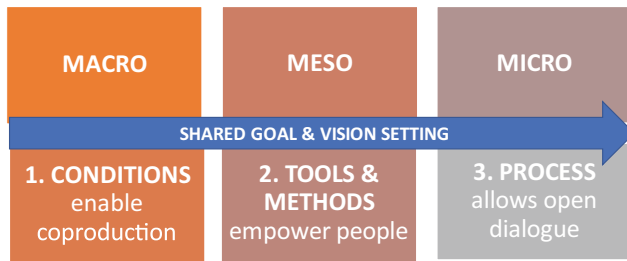 MACRO
MESO
MICRO
SHARED GOAL & VISION SETTING
1. CONDITIONS
enable
coproduction
2. TOOLS &
METHODS
empower people
3. PROCESS
allows open
dialogue